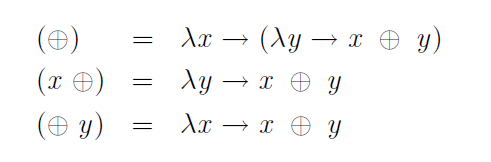 (⊕) = λx → (λy → x ⊕ y)
(x ⊕) = λy → x ⊕ y
(⊕ y) = λx → x ⊕ y